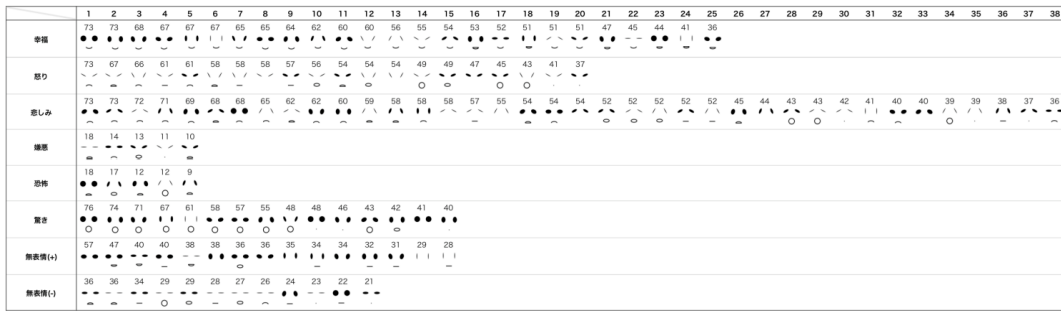 1 2 3 4 5 6 7 8 9 10 11 12 13 14 15 16 17 18 19 20 21 22 23 24 25 26 27 28 29 30 31 32 33 34 35 36 37 38
幸福 73 73 68 67 67 67 65 65 64 62 60 60 56 55 54 53 52 51 51 51 47 45 44 41 36
怒り 73 67 66 61 61 58 58 58 57 56 54 54 54 49 49 47 45 43 41 37
悲しみ 73 73 72 71 69 68 68 65 62 62 60 59 58 58 58 57 55 54 54 54 52 52 52 52 52 45 44 43 43 42 41 40 40 39 39 38 37 36
嫌悪 18 14 13 11 10
恐怖 18 17 12 12 9
驚き 76 74 71 67 61 58 57 55 48 48 46 43 42 41 40
無表情(+) 57 47 40 40 38 38 36 36 35 34 34 32 31 29 28
無表情(-) 36 36 34 29 29 28 27 26 24 23 22 21